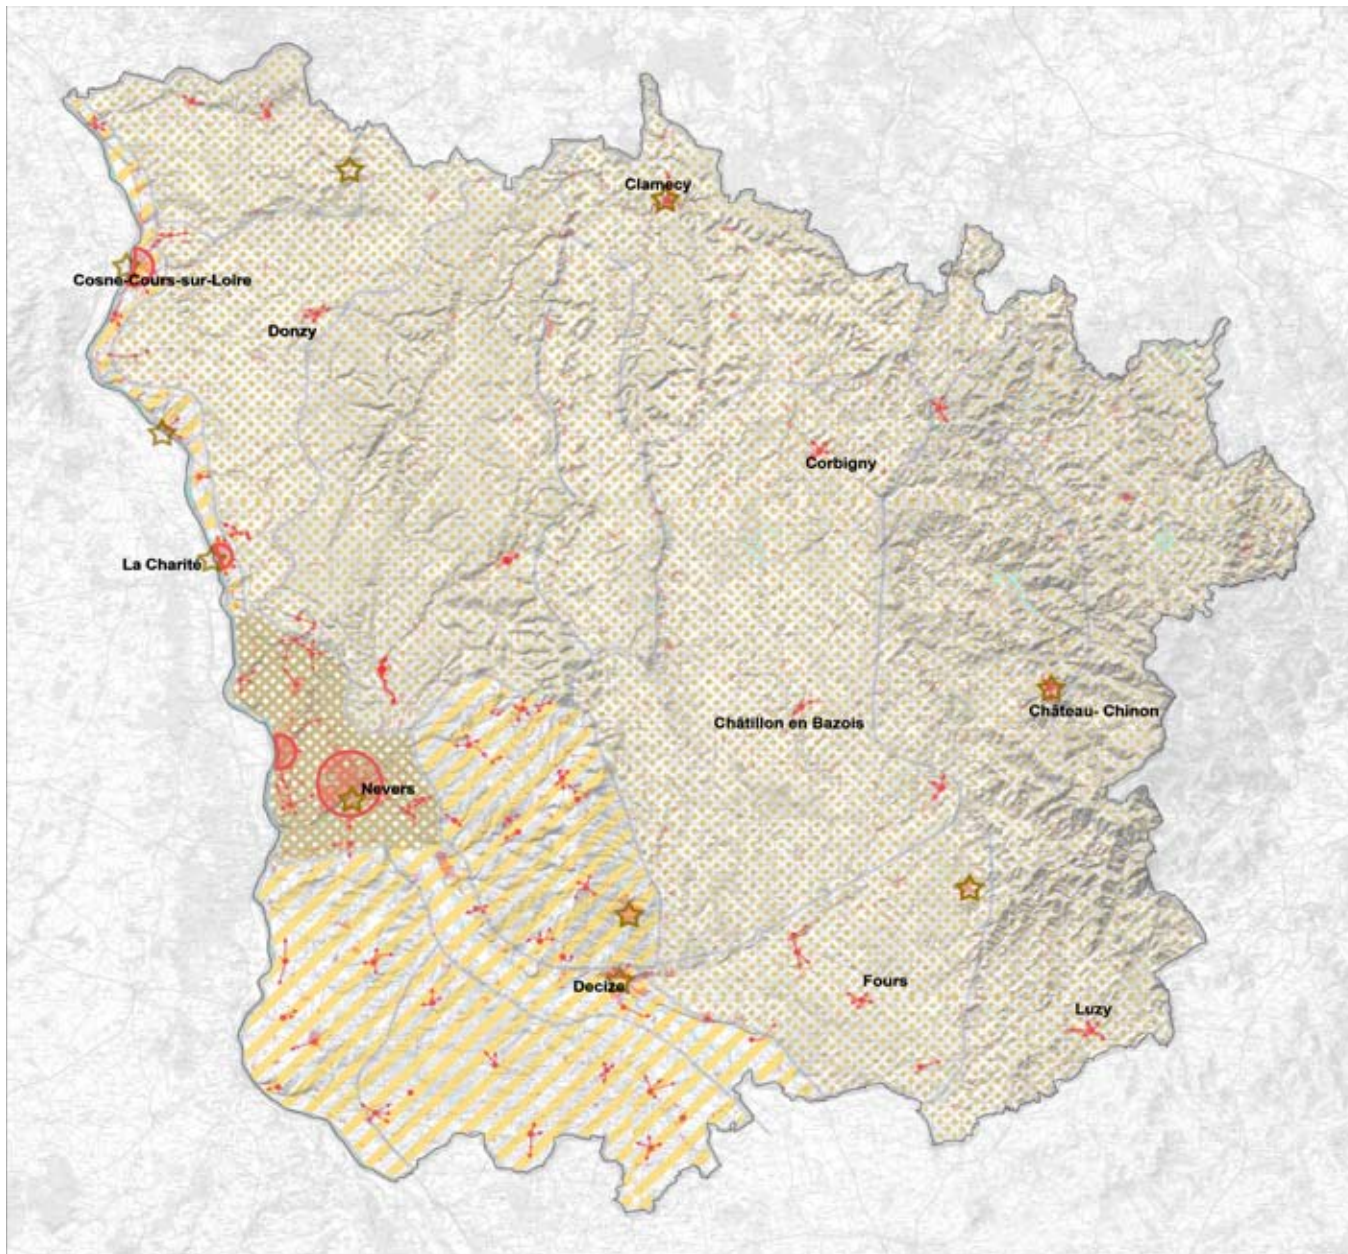 Clamecy
Cosne-Cours-sur-Loire
Donzy
Corbigny
La Charité
Château- Chinon
Châtillon en Bazois
Nevers
Decize
Fours
Luzy